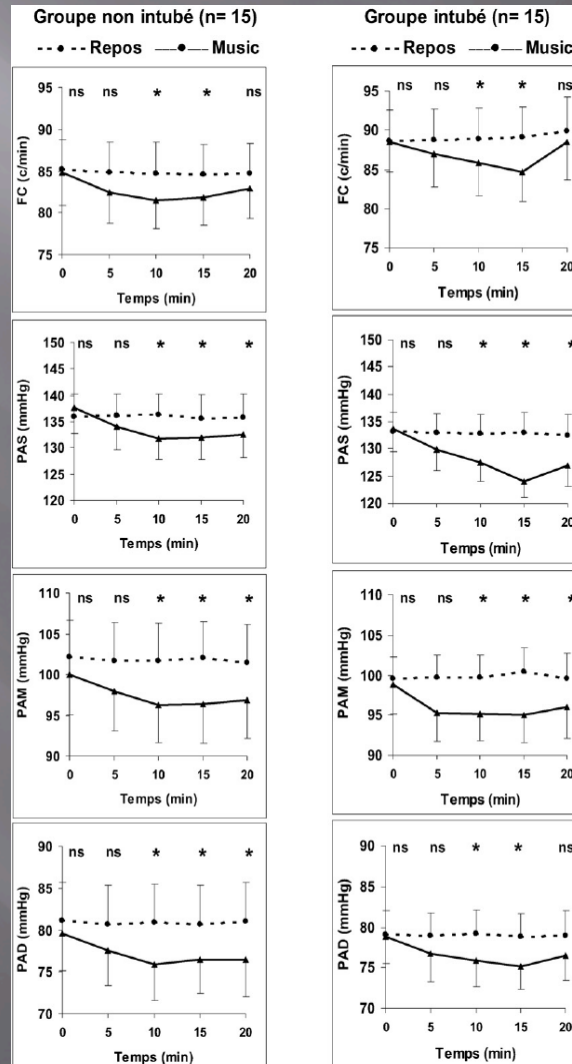 Groupe non intubé (n= 15)
Repos Music
95
90
85
80
75
FC (c/min)
ns ns * * ns
0 5 10 15 20
Temps (min)
150
145
140
135
130
125
120
PAS (mmHg)
ns ns * * *
0 5 10 15 20
Temps (min)
110
105
100
95
90
PAM (mmHg)
ns ns * * *
0 5 10 15 20
Temps (min)
90
85
80
75
70
PAD (mmHg)
ns ns * * *
0 5 10 15 20
Temps (min)
Groupe intubé (n= 15)
Repos Music
95
90
85
80
75
FC (c/min)
ns ns * * ns
0 5 10 15 20
Temps (min)
150
145
140
135
130
125
120
PAS (mmHg)
ns ns * * *
0 5 10 15 20
Temps (min)
110
105
100
95
90
PAM (mmHg)
ns ns * * *
0 5 10 15 20
Temps (min)
90
85
80
75
70
PAD (mmHg)
ns ns * * ns
0 5 10 15 20
Temps (min)